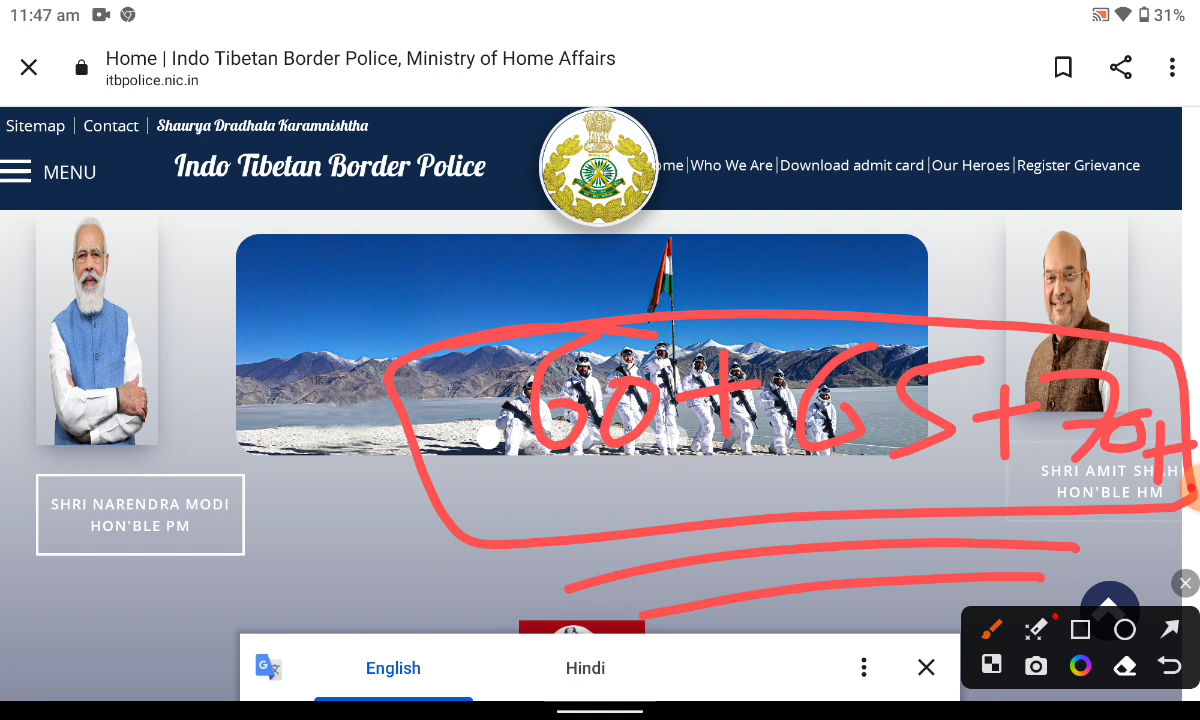 11:47 am
31%
Home | Indo Tibetan Border Police, Ministry of Home Affairs
itbpolice.nic.in
Sitemap | Contact | Shaurya Dradhata Karamnishtha
MENU
Indo Tibetan Border Police
ome | Who We Are | Download admit card | Our Heroes | Register Grievance
60 + 65 + 70 +
SHRI NARENDRA MODI
HON'BLE PM
SHRI AMIT SHAH
HON'BLE HM
English
Hindi